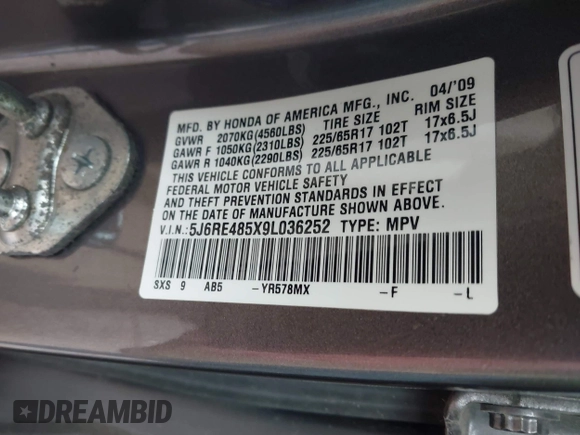 MFD. BY HONDA OF AMERICA MFG., INC. 04/'09
GVWR 2070KG(4560LBS) TIRE SIZE RIM SIZE
GAWR F 1050KG(2310LBS) 225/65R17 102T 17x6.5J
GAWR R 1040KG(2290LBS) 225/65R17 102T 17x6.5J
THIS VEHICLE CONFORMS TO ALL APPLICABLE
FEDERAL MOTOR VEHICLE SAFETY
AND THEFT PREVENTION STANDARDS IN EFFECT
ON THE DATE OF MANUFACTURE SHOWN ABOVE.
V.I.N.:5J6RE485X9L036252 TYPE: MPV
SXS 9 AB5 -YR578MX -F -L
DREAMBID